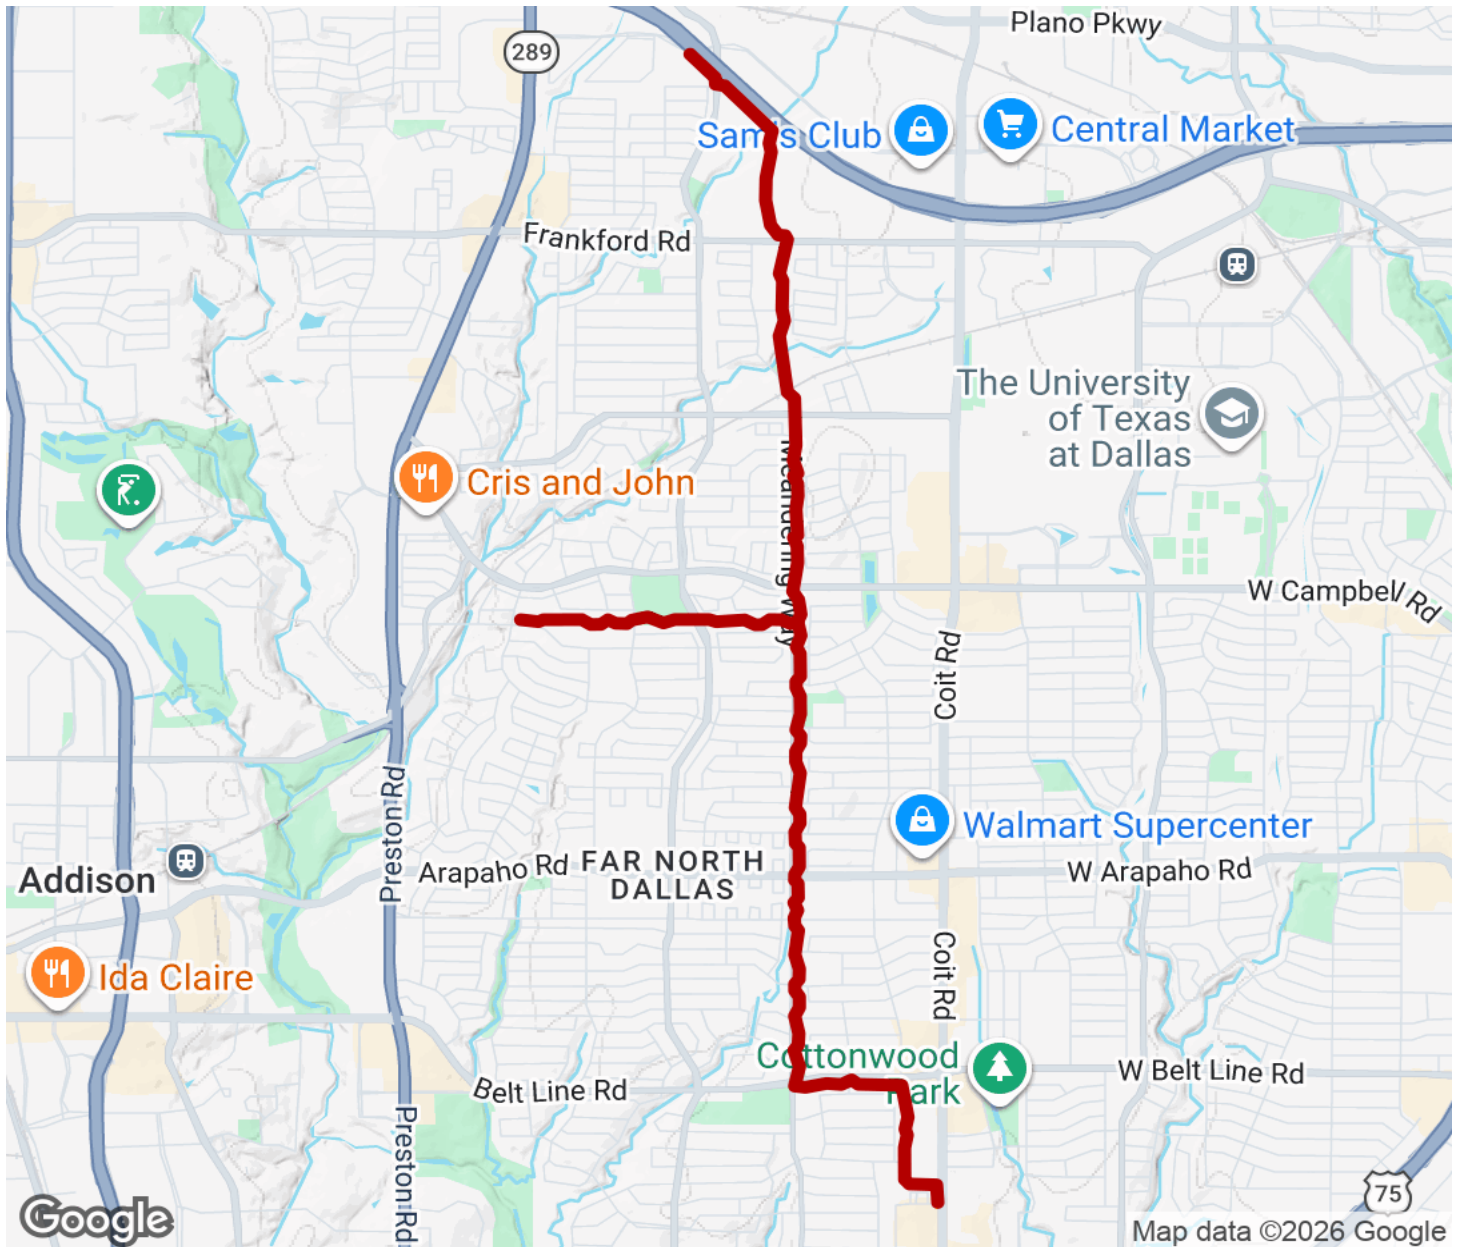 Plano Pkwy
289
Sam's Club
Central Market
Frankford Rd
The University
of Texas
at Dallas
Cris and John
Meandering Way
W Campbell Rd
Coit Rd
Preston Rd
Walmart Supercenter
Arapaho Rd
FAR NORTH
DALLAS
W Arapaho Rd
Addison
Ida Claire
Coit Rd
Cottonwood
Park
W Belt Line Rd
Belt Line Rd
Preston Rd
75
Google
Map data ©2026 Google